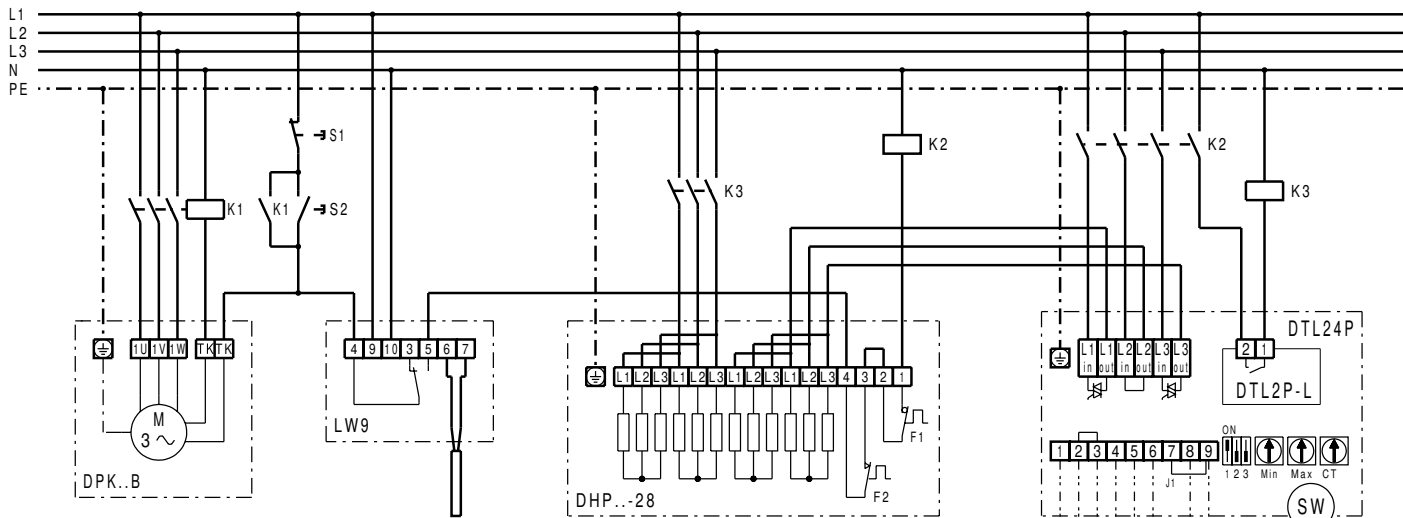 L1
L2
L3
N
PE
S1
K1 K1 S2
K3
K2
K2
K3
1U 1V 1W TK TK
M
3
DPK..B
4 9 10 3 5 6 7
LW9
L1 L2 L3 L1 L2 L3 L1 L2 L3 L1 L2 L3 4 3 2 1
F1
F2
DHP..-28
DTL24P
L1 L1 L2 L2 L3 L3
in out in out in out
2 1
DTL2P-L
1 2 3 4 5 6 7 8 9
J1
ON
1 2 3
Min Max CT
SW